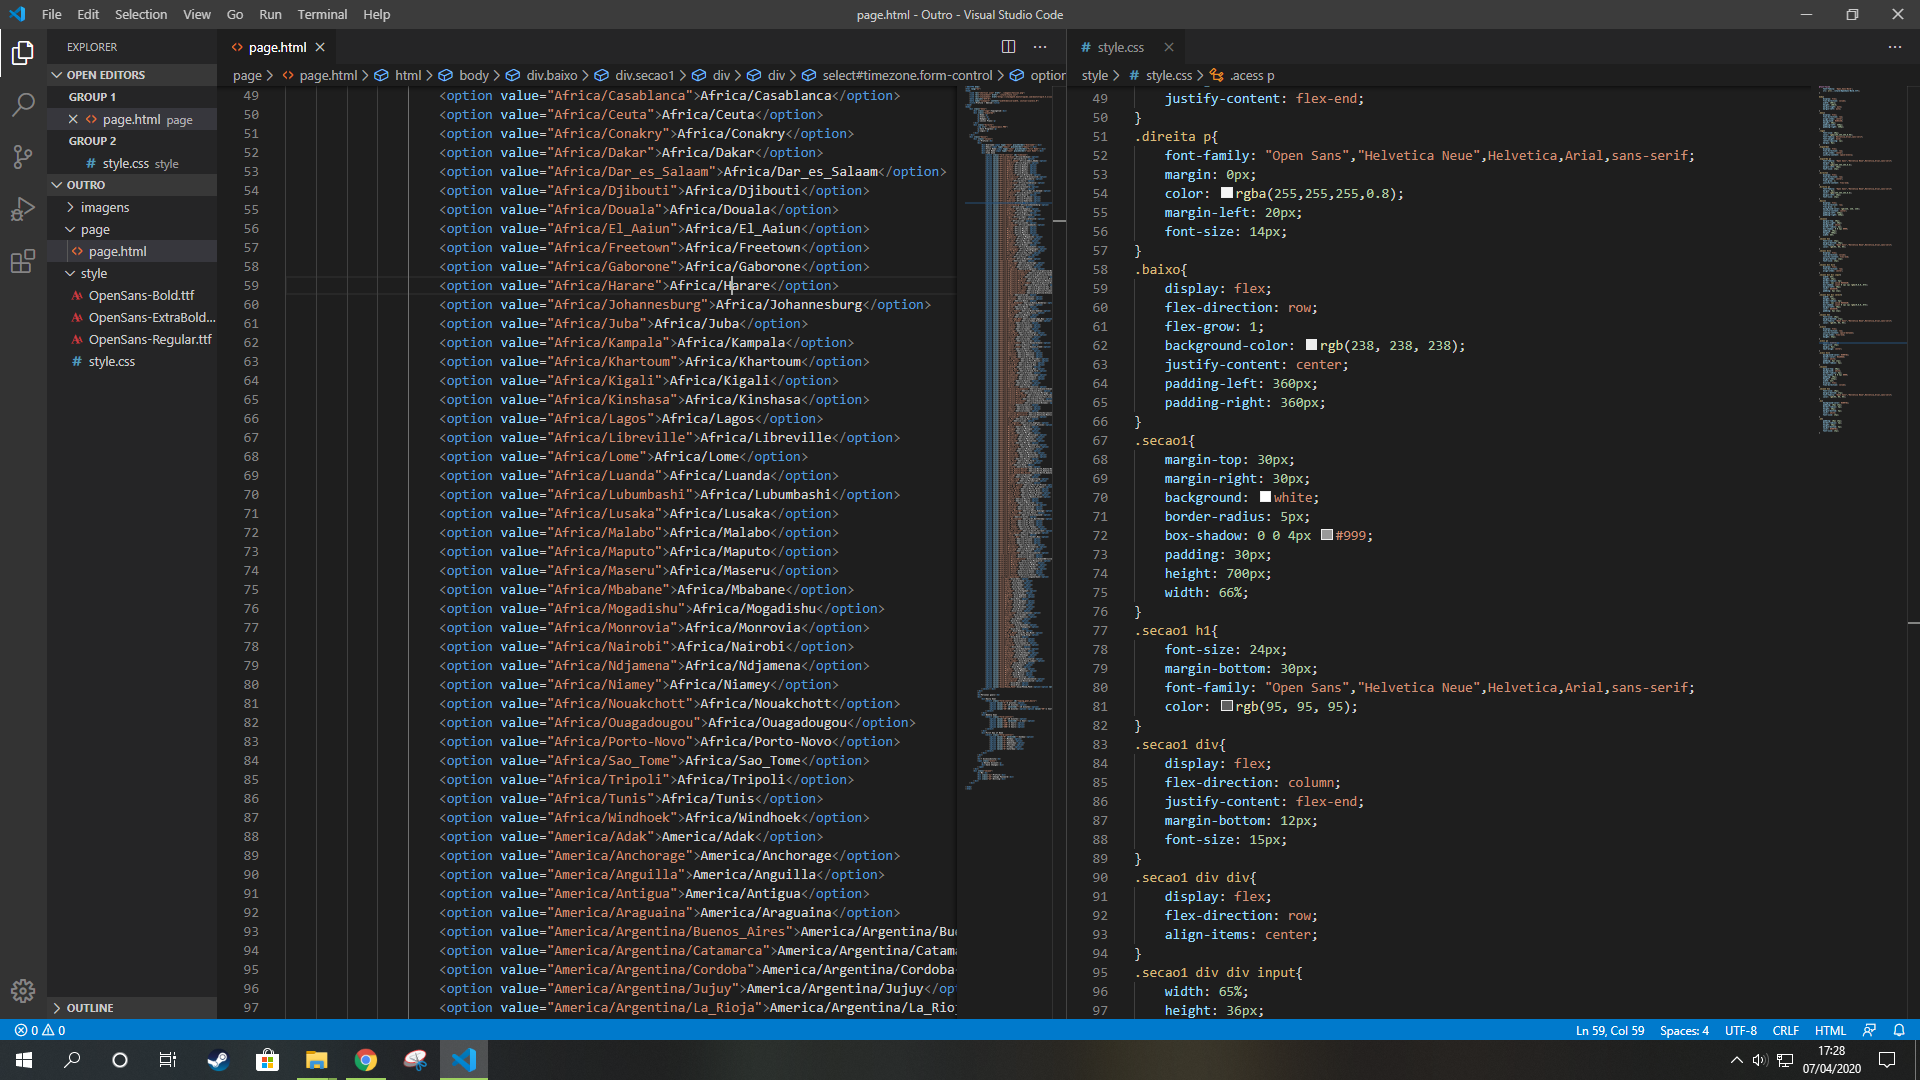 File Edit Selection View Go Run Terminal Help
page.html - Outro - Visual Studio Code
EXPLORER
OPEN EDITORS
GROUP 1
page.html page
GROUP 2
style.css style
OUTRO
imagens
page
page.html
style
OpenSans-Bold.ttf
OpenSans-ExtraBold...
OpenSans-Regular.ttf
style.css
OUTLINE
page.html
page > page.html > html > body > div.baixo > div.secao1 > div > div > select#timezone.form-control > option
49 <option value="Africa/Casablanca">Africa/Casablanca</option>
50 <option value="Africa/Ceuta">Africa/Ceuta</option>
51 <option value="Africa/Conakry">Africa/Conakry</option>
52 <option value="Africa/Dakar">Africa/Dakar</option>
53 <option value="Africa/Dar_es_Salaam">Africa/Dar_es_Salaam</option>
54 <option value="Africa/Djibouti">Africa/Djibouti</option>
55 <option value="Africa/Douala">Africa/Douala</option>
56 <option value="Africa/El_Aaiun">Africa/El_Aaiun</option>
57 <option value="Africa/Freetown">Africa/Freetown</option>
58 <option value="Africa/Gaborone">Africa/Gaborone</option>
59 <option value="Africa/Harare">Africa/Harare</option>
60 <option value="Africa/Johannesburg">Africa/Johannesburg</option>
61 <option value="Africa/Juba">Africa/Juba</option>
62 <option value="Africa/Kampala">Africa/Kampala</option>
63 <option value="Africa/Khartoum">Africa/Khartoum</option>
64 <option value="Africa/Kigali">Africa/Kigali</option>
65 <option value="Africa/Kinshasa">Africa/Kinshasa</option>
66 <option value="Africa/Lagos">Africa/Lagos</option>
67 <option value="Africa/Libreville">Africa/Libreville</option>
68 <option value="Africa/Lome">Africa/Lome</option>
69 <option value="Africa/Luanda">Africa/Luanda</option>
70 <option value="Africa/Lubumbashi">Africa/Lubumbashi</option>
71 <option value="Africa/Lusaka">Africa/Lusaka</option>
72 <option value="Africa/Malabo">Africa/Malabo</option>
73 <option value="Africa/Maputo">Africa/Maputo</option>
74 <option value="Africa/Maseru">Africa/Maseru</option>
75 <option value="Africa/Mbabane">Africa/Mbabane</option>
76 <option value="Africa/Mogadishu">Africa/Mogadishu</option>
77 <option value="Africa/Monrovia">Africa/Monrovia</option>
78 <option value="Africa/Nairobi">Africa/Nairobi</option>
79 <option value="Africa/Ndjamena">Africa/Ndjamena</option>
80 <option value="Africa/Niamey">Africa/Niamey</option>
81 <option value="Africa/Nouakchott">Africa/Nouakchott</option>
82 <option value="Africa/Ouagadougou">Africa/Ouagadougou</option>
83 <option value="Africa/Porto-Novo">Africa/Porto-Novo</option>
84 <option value="Africa/Sao_Tome">Africa/Sao_Tome</option>
85 <option value="Africa/Tripoli">Africa/Tripoli</option>
86 <option value="Africa/Tunis">Africa/Tunis</option>
87 <option value="Africa/Windhoek">Africa/Windhoek</option>
88 <option value="America/Adak">America/Adak</option>
89 <option value="America/Anchorage">America/Anchorage</option>
90 <option value="America/Anguilla">America/Anguilla</option>
91 <option value="America/Antigua">America/Antigua</option>
92 <option value="America/Araguaina">America/Araguaina</option>
93 <option value="America/Argentina/Buenos_Aires">America/Argentina/Bu
94 <option value="America/Argentina/Catamarca">America/Argentina/Catam
95 <option value="America/Argentina/Cordoba">America/Argentina/Cordoba
96 <option value="America/Argentina/Jujuy">America/Argentina/Jujuy</op
97 <option value="America/Argentina/La_Rioja">America/Argentina/La_Rio
style.css
style > style.css > .acess p
49 justify-content: flex-end;
50 }
51 .direita p{
52 font-family: "Open Sans","Helvetica Neue",Helvetica,Arial,sans-serif;
53 margin: 0px;
54 color: rgba(255,255,255,0.8);
55 margin-left: 20px;
56 font-size: 14px;
57 }
58 .baixo{
59 display: flex;
60 flex-direction: row;
61 flex-grow: 1;
62 background-color: rgb(238, 238, 238);
63 justify-content: center;
64 padding-left: 360px;
65 padding-right: 360px;
66 }
67 .secao1{
68 margin-top: 30px;
69 margin-right: 30px;
70 background: white;
71 border-radius: 5px;
72 box-shadow: 0 0 4px #999;
73 padding: 30px;
74 height: 700px;
75 width: 66%;
76 }
77 .secao1 h1{
78 font-size: 24px;
79 margin-bottom: 30px;
80 font-family: "Open Sans","Helvetica Neue",Helvetica,Arial,sans-serif;
81 color: rgb(95, 95, 95);
82 }
83 .secao1 div{
84 display: flex;
85 flex-direction: column;
86 justify-content: flex-end;
87 margin-bottom: 12px;
88 font-size: 15px;
89 }
90 .secao1 div div{
91 display: flex;
92 flex-direction: row;
93 align-items: center;
94 }
95 .secao1 div div input{
96 width: 65%;
97 height: 36px;
0 0
Ln 59, Col 59 Spaces: 4 UTF-8 CRLF HTML
17:28
07/04/2020